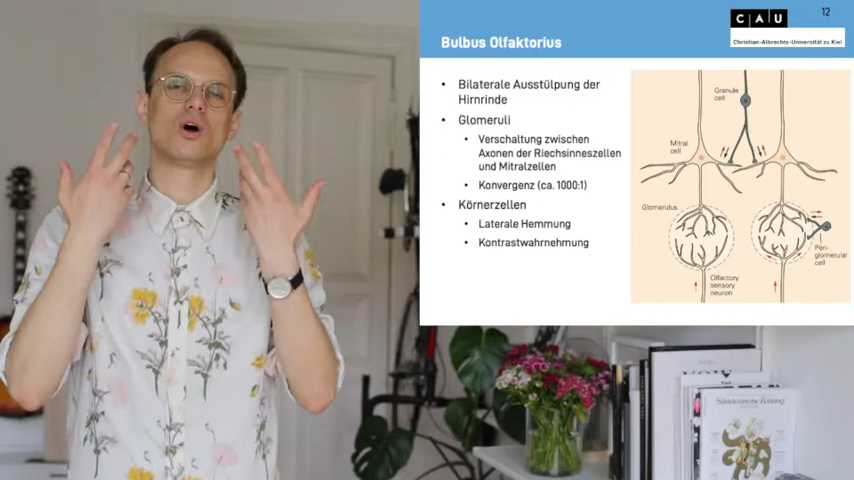 Bulbus Olfaktorius
CAU
12
Christian-Albrechts-Universität zu Kiel
• Bilaterale Ausstülpung der
Hirnrinde
• Glomeruli
• Verschaltung zwischen
Axonen der Riechsinneszellen
und Mitralzellen
• Konvergenz (ca. 1000:1)
• Körnerzellen
• Laterale Hemmung
• Kontrastwahrnehmung
Granule
cell
Mitral
cell
Glomerulus
Peri-
glomerular
cell
Olfactory
sensory
neuron
Süddeutsche Zeitung